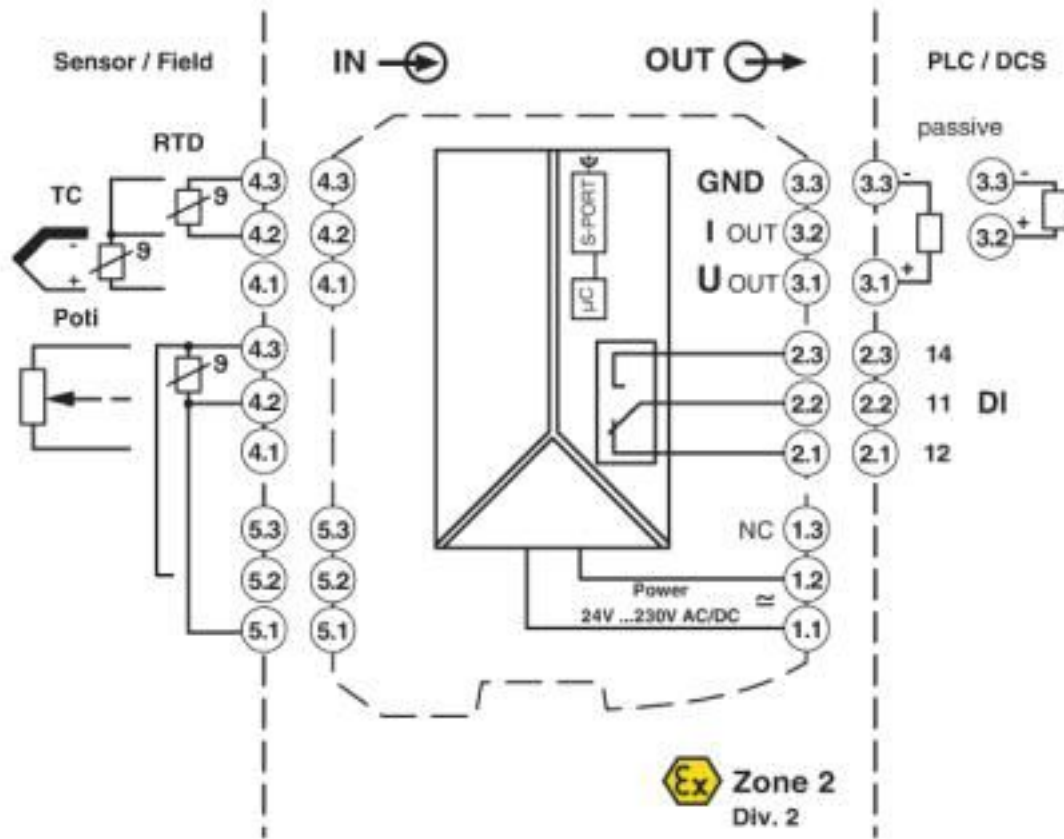 Sensor / Field
IN
OUT
PLC / DCS
passive
RTD
TC
4.3
4.3
S-PORT
GND
3.3
3.3
-
3.3
-
ϑ
4.2
4.2
I OUT
3.2
3.2
+
-
ϑ
+
4.1
4.1
µC
U OUT
3.1
3.1
+
Poti
4.3
ϑ
2.3
2.3
14
4.2
2.2
2.2
11
DI
4.1
2.1
2.1
12
5.3
5.3
NC
1.3
5.2
5.2
Power
1.2
24V ...230V AC/DC
≃
5.1
5.1
1.1
Ex
Zone 2
Div. 2